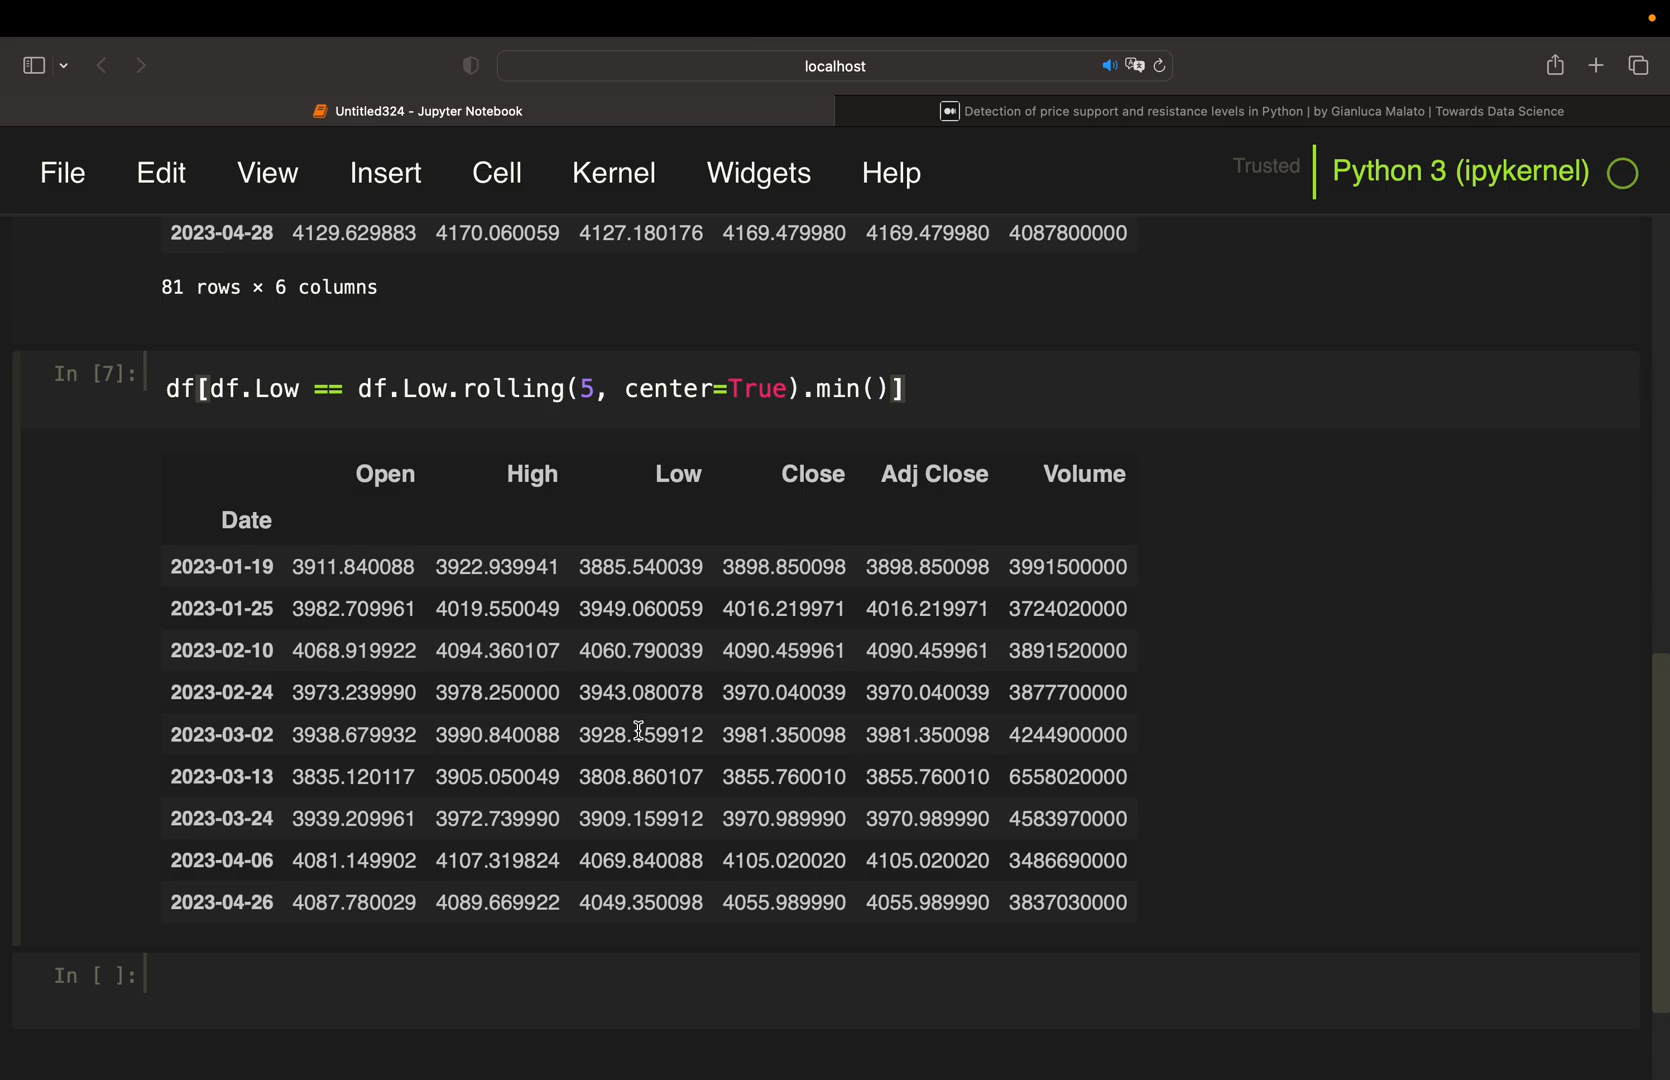 localhost
Untitled324 - Jupyter Notebook
Detection of price support and resistance levels in Python | by Gianluca Malato | Towards Data Science
File Edit View Insert Cell Kernel Widgets Help Trusted Python 3 (ipykernel)
2023-04-28 4129.629883 4170.060059 4127.180176 4169.479980 4169.479980 4087800000
81 rows × 6 columns
In [7]: df[df.Low == df.Low.rolling(5, center=True).min()]
Open High Low Close Adj Close Volume
Date
2023-01-19 3911.840088 3922.939941 3885.540039 3898.850098 3898.850098 3991500000
2023-01-25 3982.709961 4019.550049 3949.060059 4016.219971 4016.219971 3724020000
2023-02-10 4068.919922 4094.360107 4060.790039 4090.459961 4090.459961 3891520000
2023-02-24 3973.239990 3978.250000 3943.080078 3970.040039 3970.040039 3877700000
2023-03-02 3938.679932 3990.840088 3981.350098 3981.350098 4244900000
2023-03-13 3835.120117 3905.050049 3808.860107 3855.760010 3855.760010 6558020000
2023-03-24 3939.209961 3972.739990 3909.159912 3970.989990 3970.989990 4583970000
2023-04-06 4081.149902 4107.319824 4069.840088 4105.020020 4105.020020 3486690000
2023-04-26 4087.780029 4089.669922 4049.350098 4055.989990 4055.989990 3837030000
In [ ]: